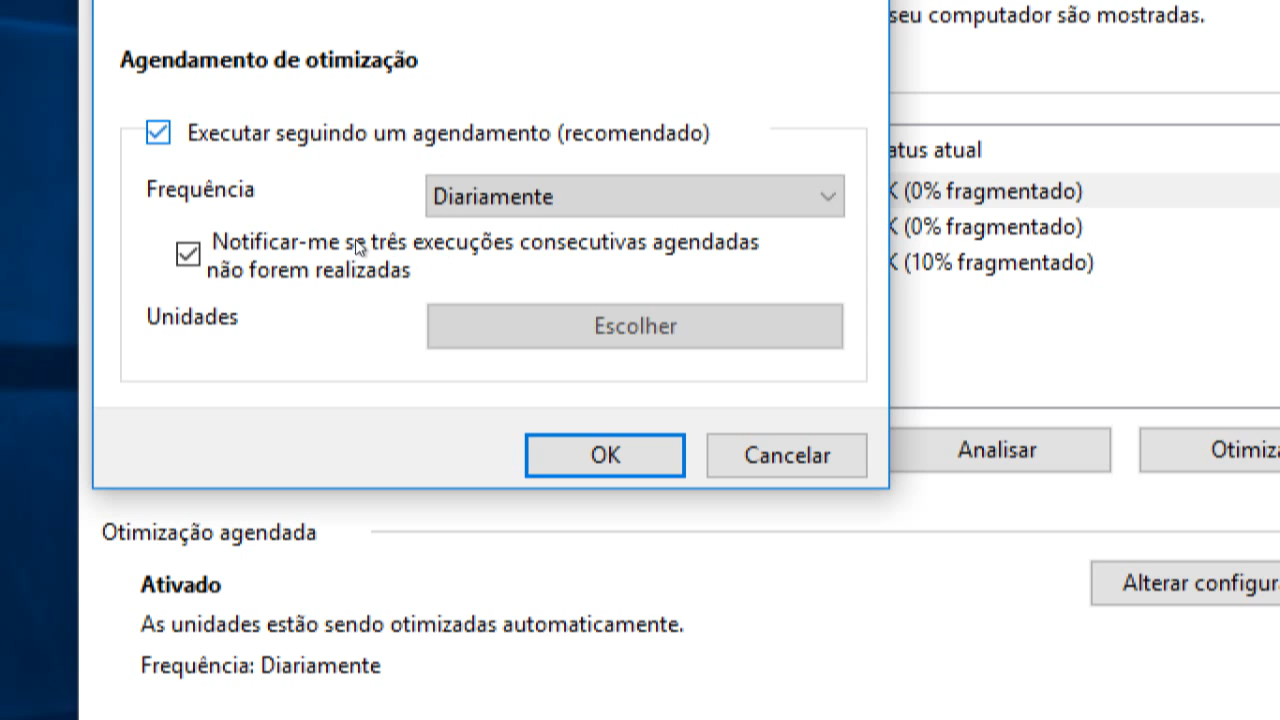 seu computador são mostradas.
Agendamento de otimização
Executar seguindo um agendamento (recomendado)
Frequência
Diariamente
Notificar-me se três execuções consecutivas agendadas
não forem realizadas
Unidades
Escolher
OK
Cancelar
atus atual
K (0% fragmentado)
K (0% fragmentado)
K (10% fragmentado)
Analisar
Otimiza
Otimização agendada
Ativado
Alterar configura
As unidades estão sendo otimizadas automaticamente.
Frequência: Diariamente